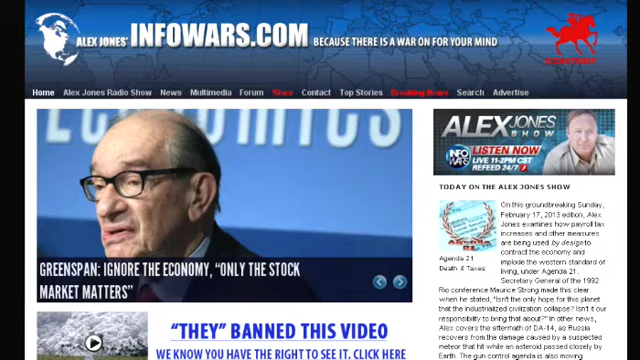 ALEX JONES' INFOWARS.COM BECAUSE THERE IS A WAR ON FOR YOUR MIND
Home Alex Jones Radio Show News Multimedia Forum Store Contact Top Stories Breaking News Search Advertise
ECONOMICS
GREENSPAN: IGNORE THE ECONOMY, “ONLY THE STOCK
MARKET MATTERS”
“THEY” BANNED THIS VIDEO
WE KNOW YOU HAVE THE RIGHT TO SEE IT. CLICK HERE
ALEX JONES
SHOW
INFO
WARS
LISTEN NOW
LIVE 11-2PM CST
REFEED 24/7
TODAY ON THE ALEX JONES SHOW
Agenda
21
Agenda 21
Death & Taxes
On this groundbreaking Sunday,
February 17, 2013 edition, Alex
Jones examines how payroll tax
increases and other measures
are being used by design to
contract the economy and
implode the western standard of
living, under Agenda 21.
Secretary General of the 1992
Rio conference Maurice Strong made this clear
when he stated, "Isn't the only hope for this planet
that the industrialized civilization collapse? Isn't it our
responsibility to bring that about?" In other news,
Alex covers the aftermath of DA-14, as Russia
recovers from the damage caused by a suspected
meteor that hit while an asteroid passed closely by
Earth. The gun control agenda is also moving